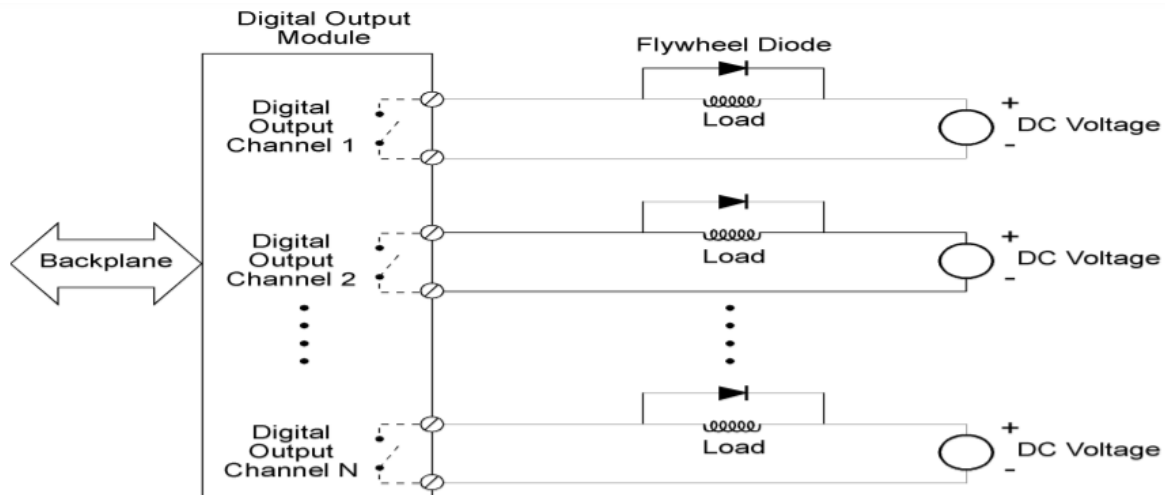 Digital Output
Module
Flywheel Diode
Digital
Output
Channel 1
Load
+
DC Voltage
-
Backplane
Digital
Output
Channel 2
Load
+
DC Voltage
-
Digital
Output
Channel N
Load
+
DC Voltage
-